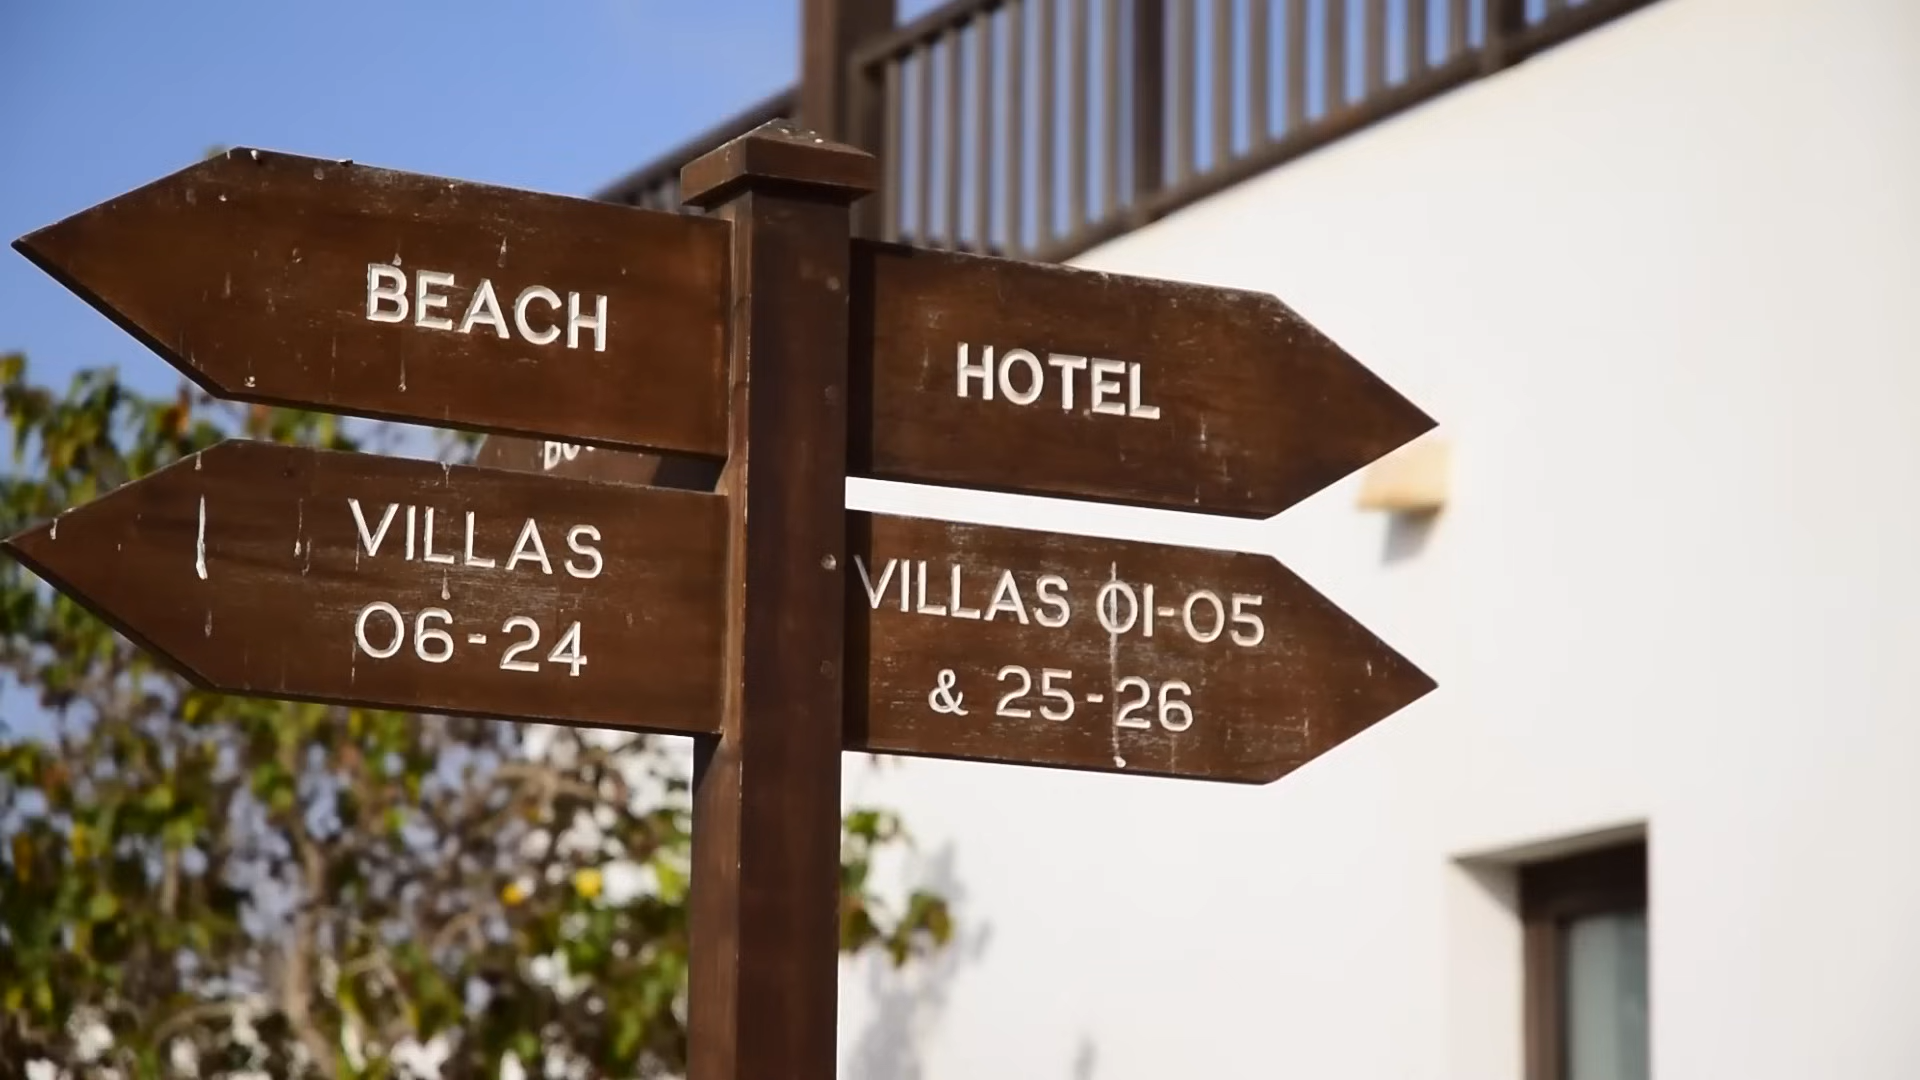 BEACH
HOTEL
VILLAS
06-24
VILLAS 01-05
& 25-26